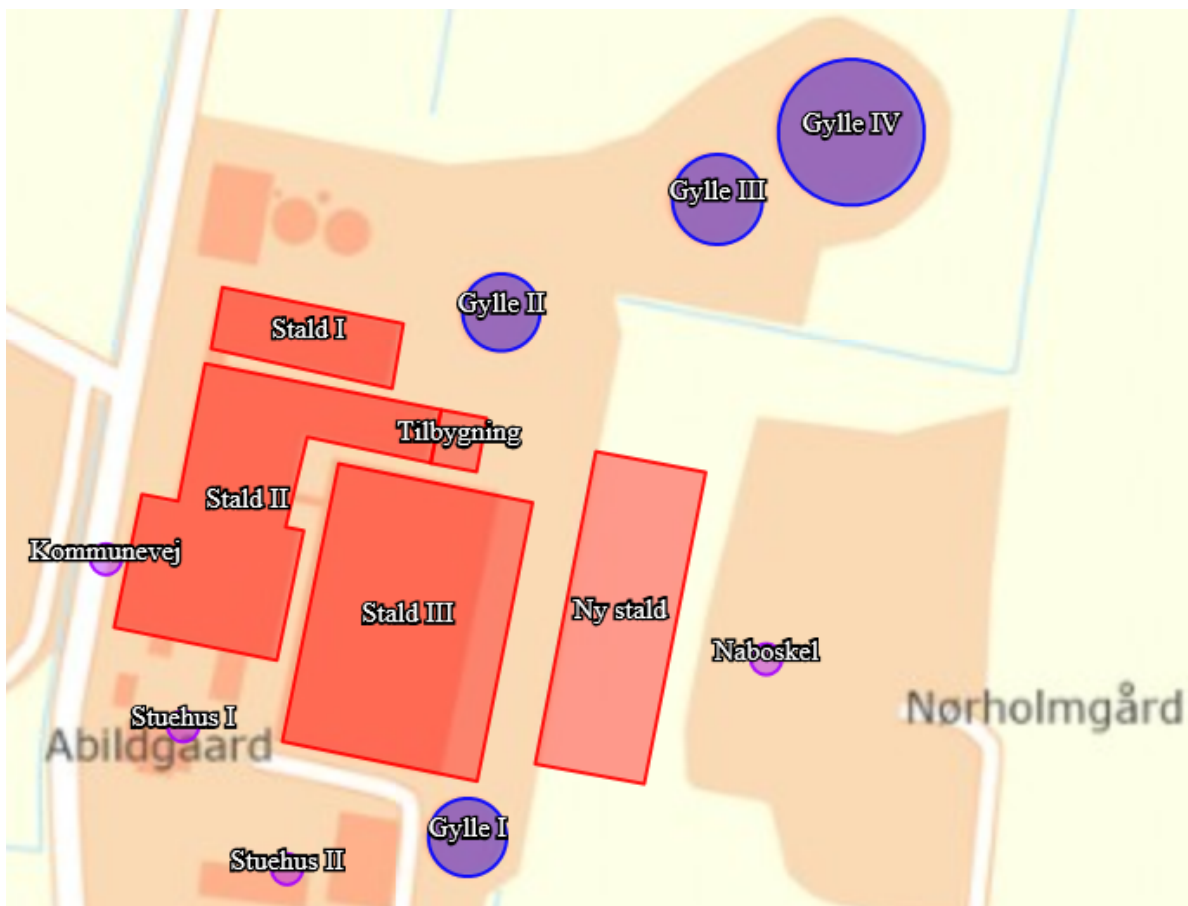 Gylle IV
Gylle III
Gylle II
Stald I
Tilbygning
Stald II
Kommunevej
Stald III
Ny stald
Naboskel
Nørholmgård
Stuehus I
Abildgaard
Gylle I
Stuehus II